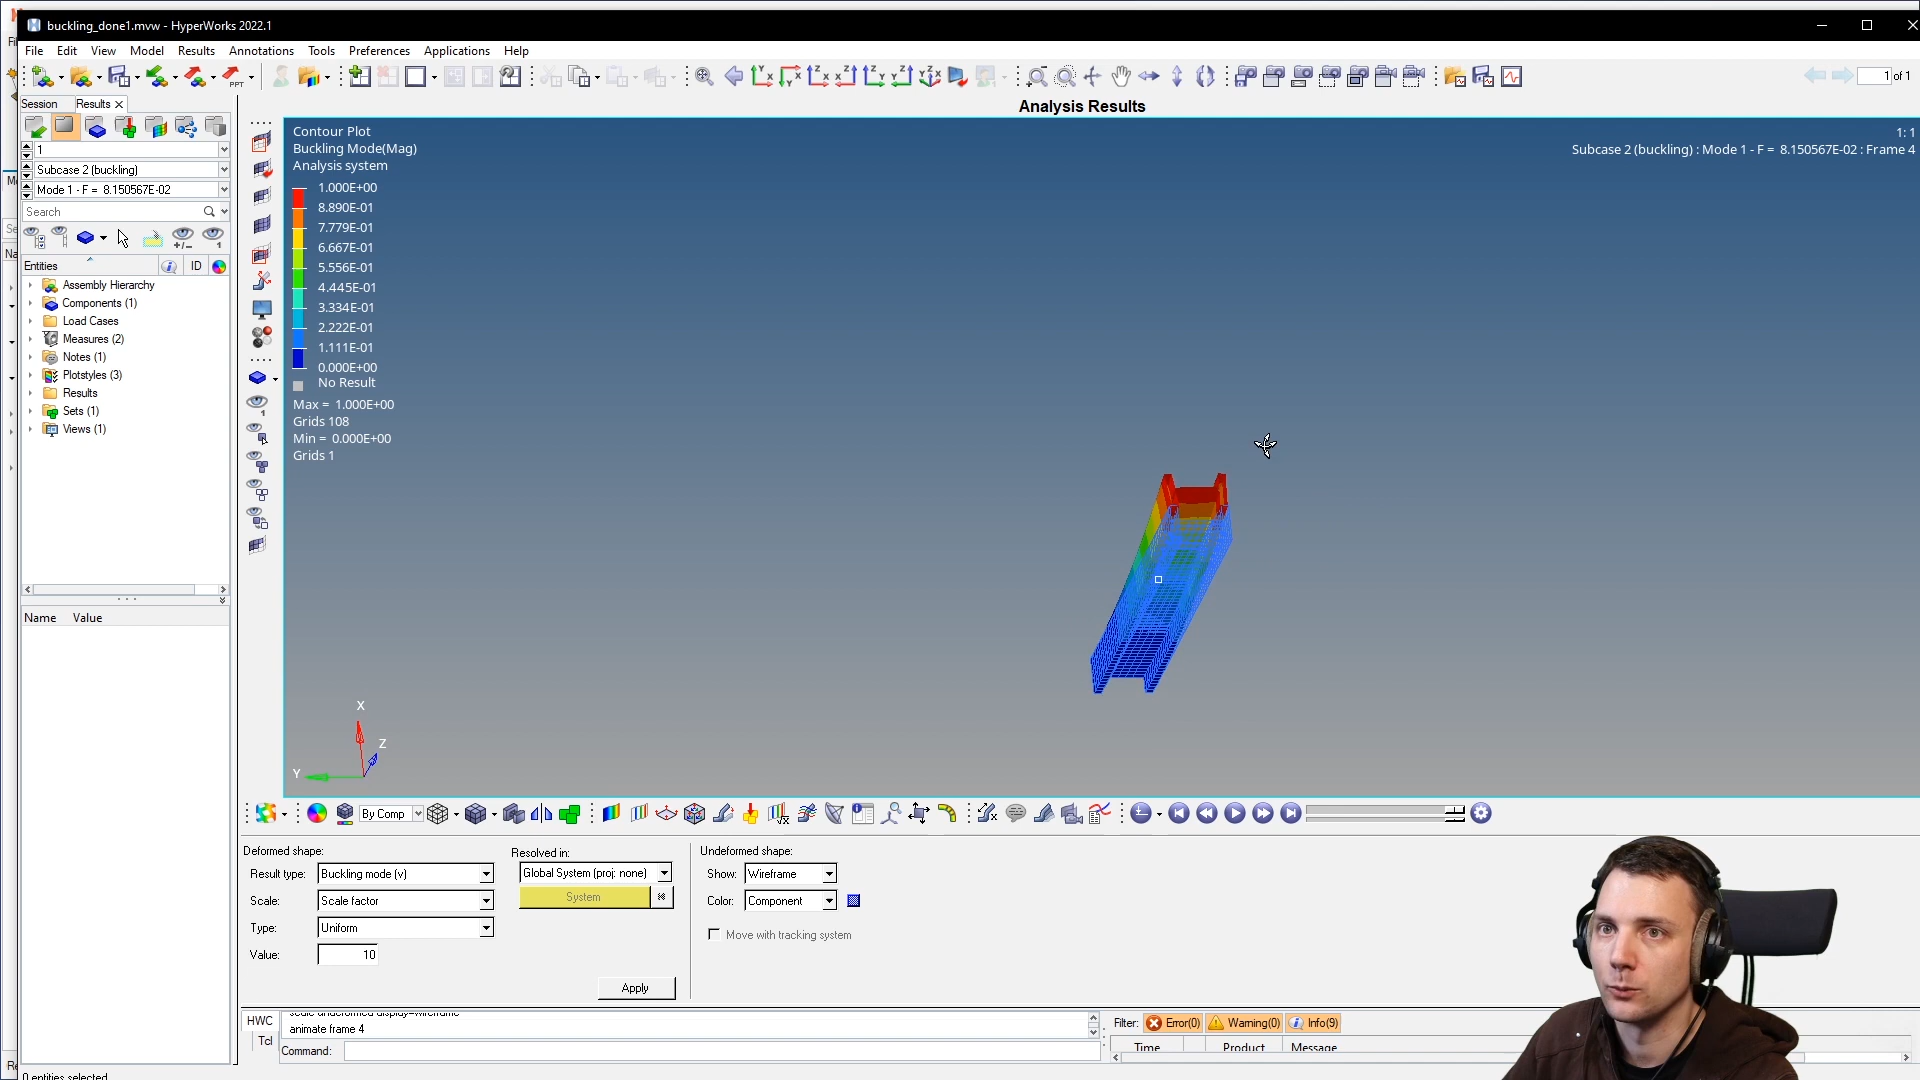 buckling_done1.mvw - HyperWorks 2022.1
File Edit View Model Results Annotations Tools Preferences Applications Help
PPT
1 of 1
Session Results
Analysis Results
1
Subcase 2 (buckling)
Mode 1 - F = 8.150567E-02
Search
Entities ID
Assembly Hierarchy
Components (1)
Load Cases
Measures (2)
Notes (1)
Plotstyles (3)
Results
Sets (1)
Views (1)
Name Value
0 entities selected
Contour Plot
Buckling Mode(Mag)
Analysis system
1.000E+00
8.890E-01
7.779E-01
6.667E-01
5.556E-01
4.445E-01
3.334E-01
2.222E-01
1.111E-01
0.000E+00
No Result
Max = 1.000E+00
Grids 108
Min = 0.000E+00
Grids 1
1: 1
Subcase 2 (buckling) : Mode 1 - F = 8.150567E-02 : Frame 4
X
Z
Y
By Comp
Deformed shape:
Result type: Buckling mode (v)
Scale: Scale factor
Type: Uniform
Value: 10
Resolved in:
Global System (proj: none)
System
Apply
Undeformed shape:
Show: Wireframe
Color: Component
Move with tracking system
HWC
Tcl
scale undeformed display=wireframe
animate frame 4
Command:
Filter: Error(0) Warning(0) Info(9)
Time Product Message